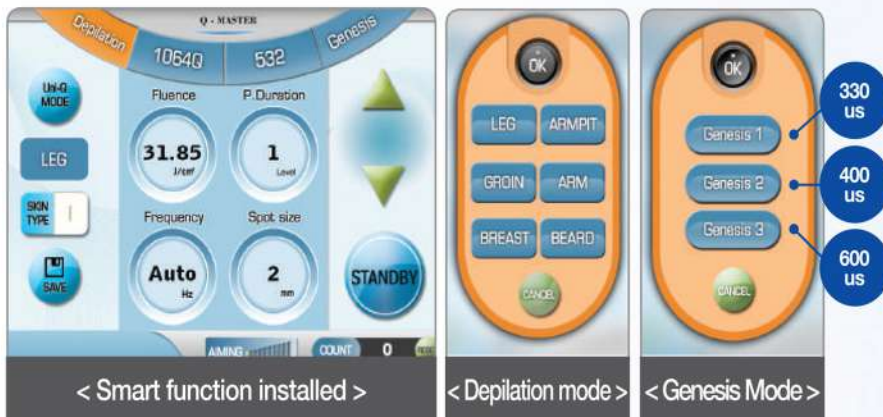 Q - MASTER
Depilation
1064Q
532
Genesis
Uni-Q
MODE
Fluence
P.Duration
31.85
J/cm²
1
Level
LEG
SKIN
TYPE
I
Frequency
Spot size
Auto
Hz
2
mm
SAVE
STANDBY
AIMING
COUNT
0
< Smart function installed >
OK
LEG
ARMPIT
GROIN
ARM
BREAST
BEARD
CANCEL
< Depilation mode >
OK
Genesis 1
Genesis 2
Genesis 3
CANCEL
330
us
400
us
600
us
< Genesis Mode >